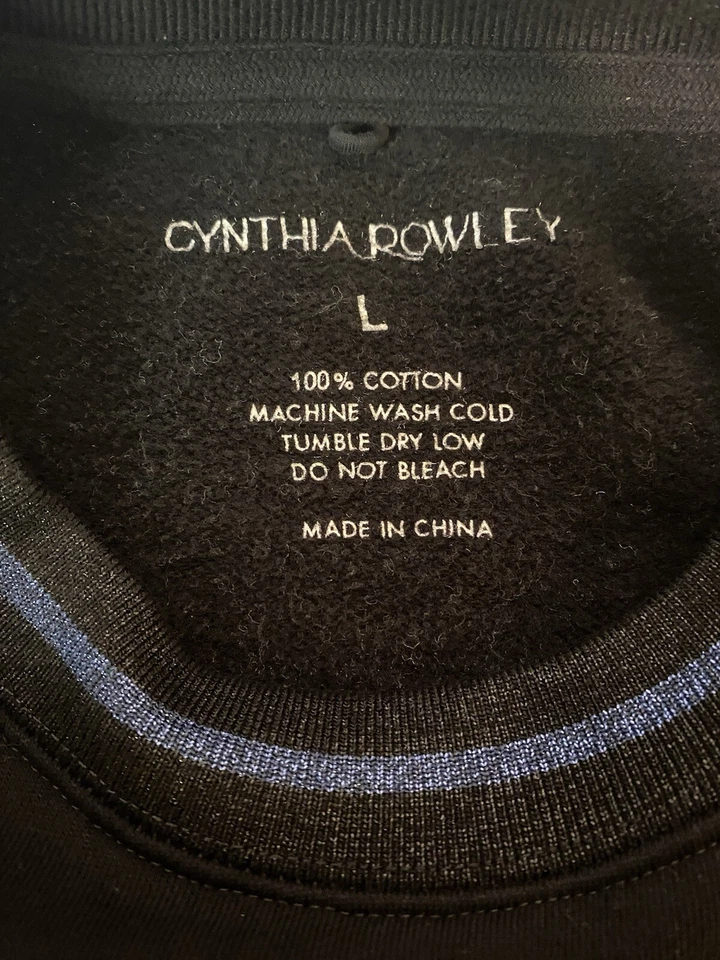 CYNTHIA ROWLEY
L
100% COTTON
MACHINE WASH COLD
TUMBLE DRY LOW
DO NOT BLEACH
MADE IN CHINA